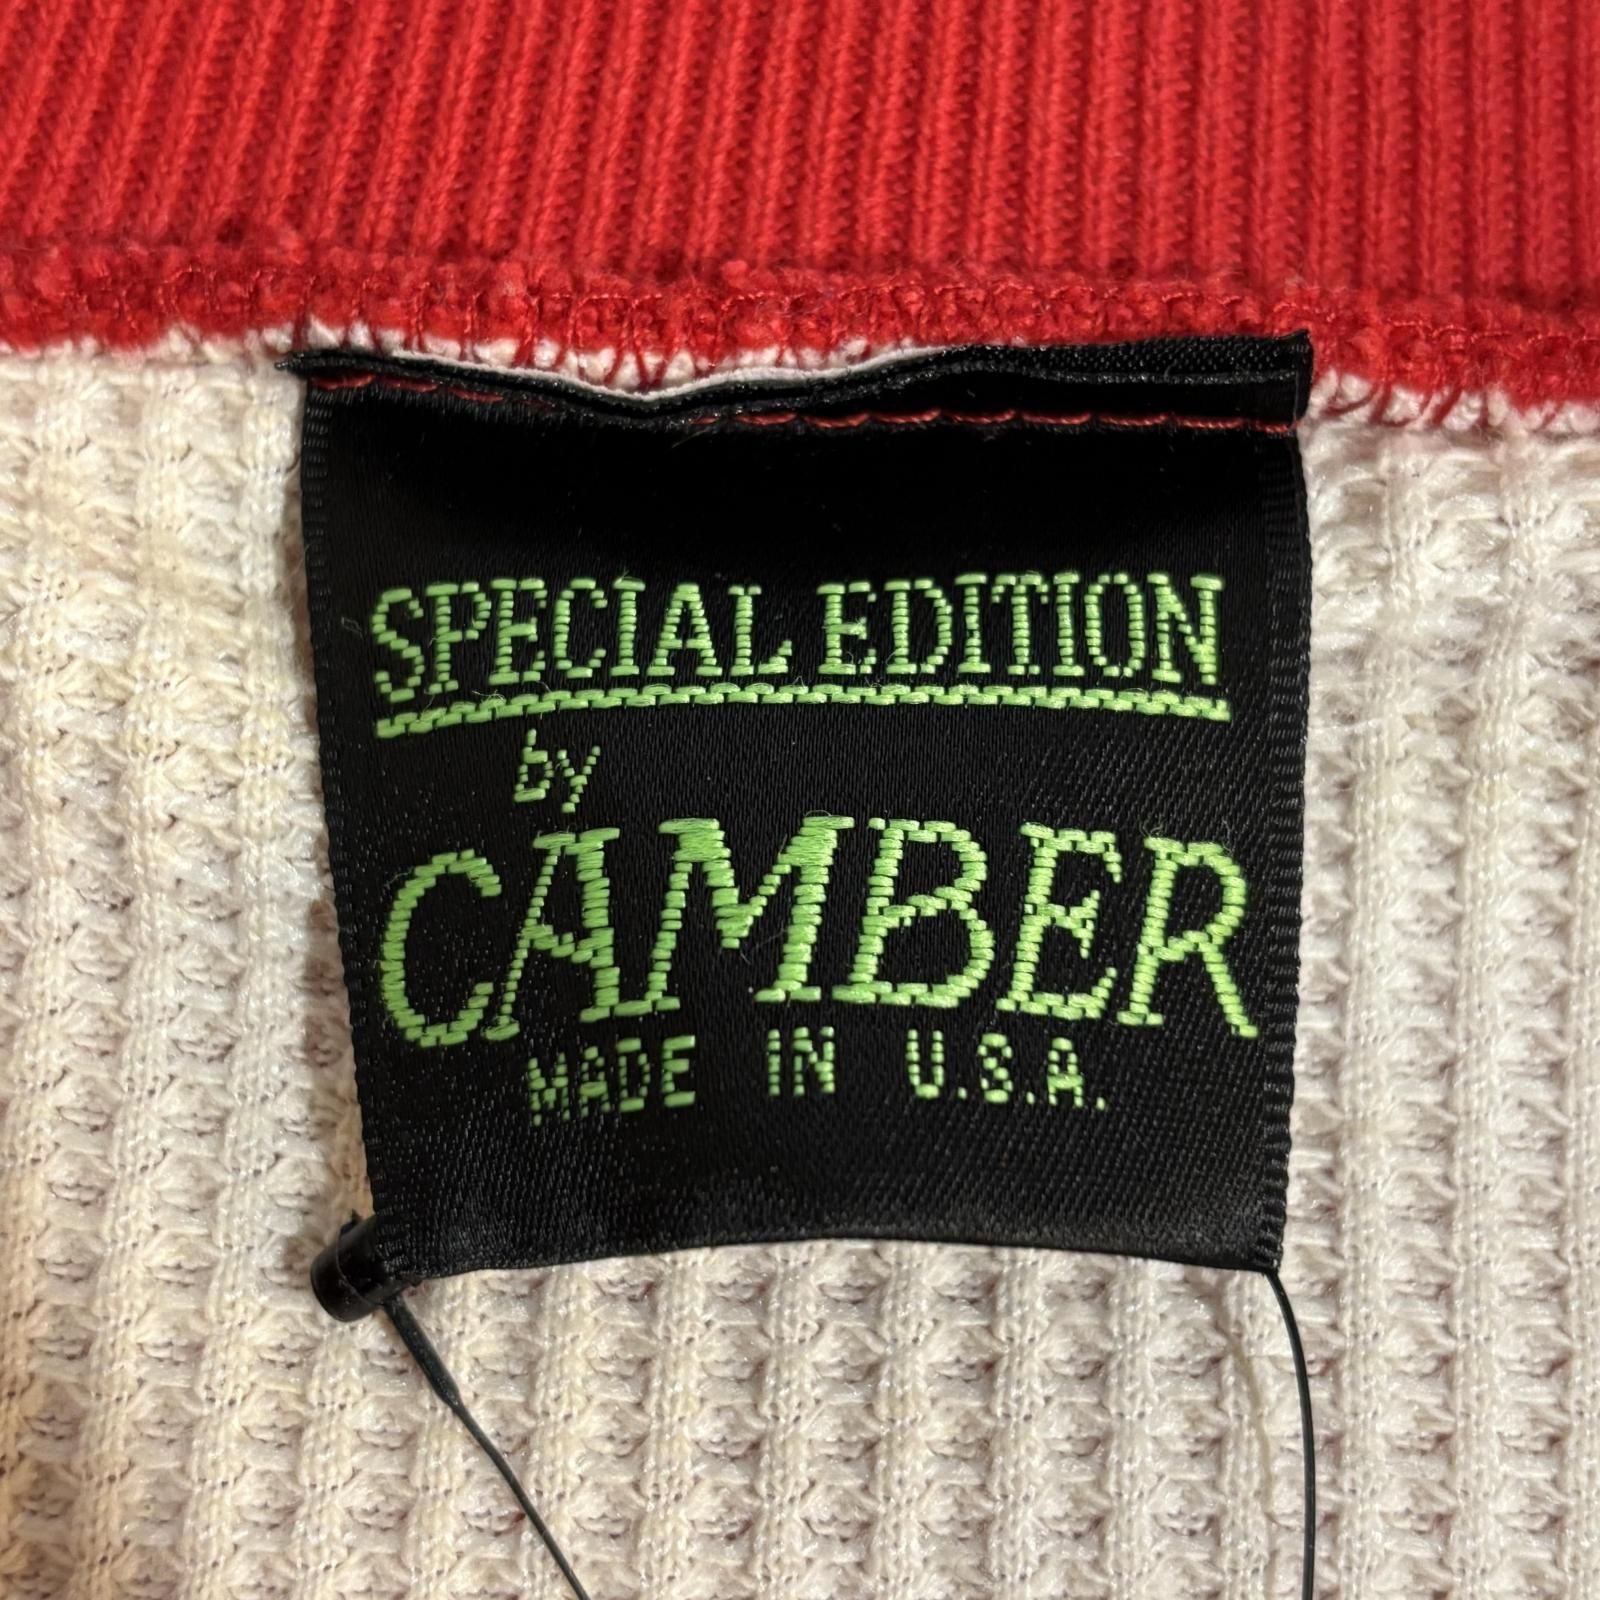 SPECIAL EDITION
by
CAMBER
MADE IN U.S.A.